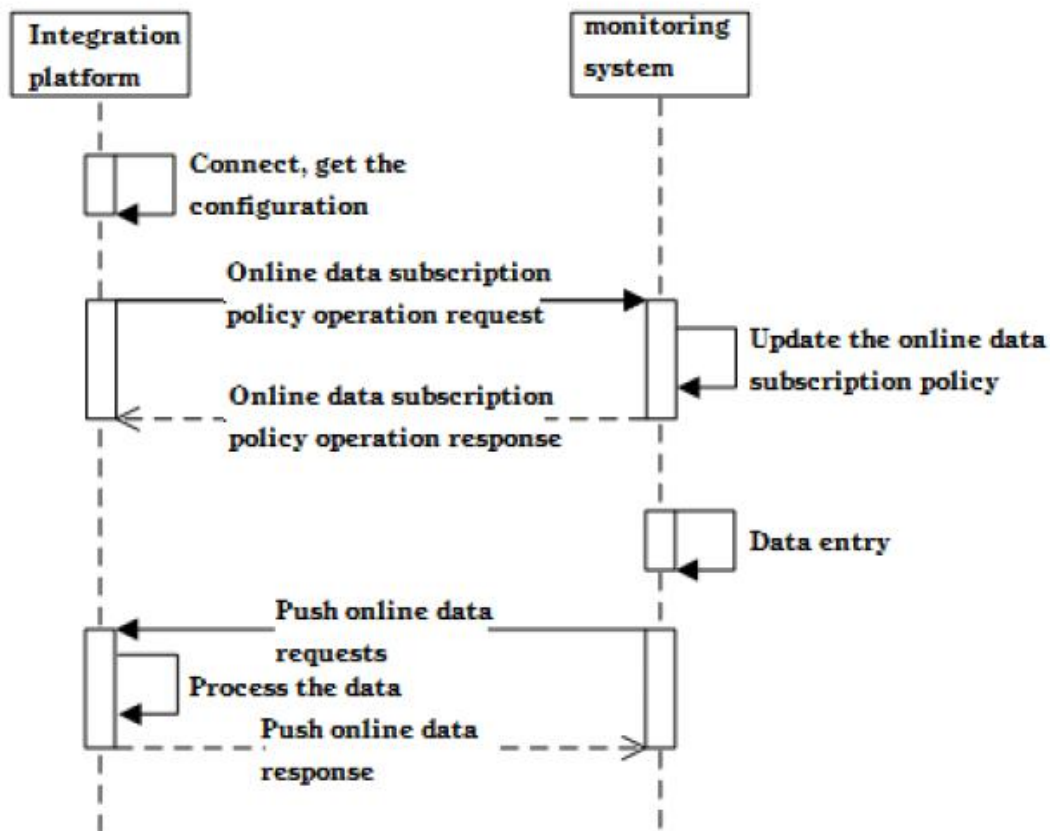 Integration
platform
monitoring
system
Connect, get the
configuration
Online data subscription
policy operation request
Update the online data
subscription policy
Online data subscription
policy operation response
Data entry
Push online data
requests
Process the data
Push online data
response